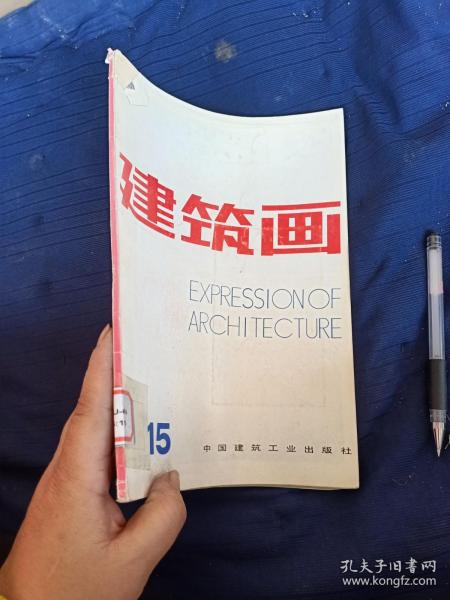 建筑画
EXPRESSION OF
ARCHITECTURE
15
中国建筑工业出版社
孔夫子旧书网
www.kongfz.com